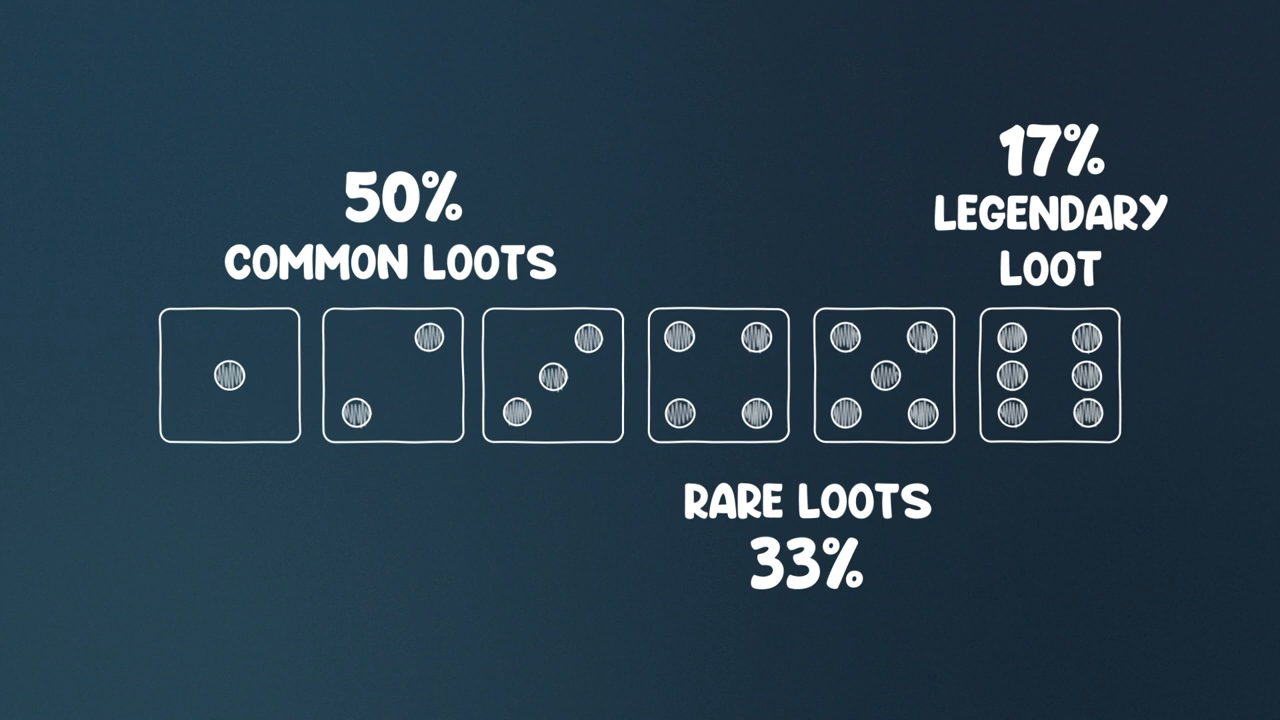 50%
COMMON LOOTS
17%
LEGENDARY
LOOT
RARE LOOTS
33%